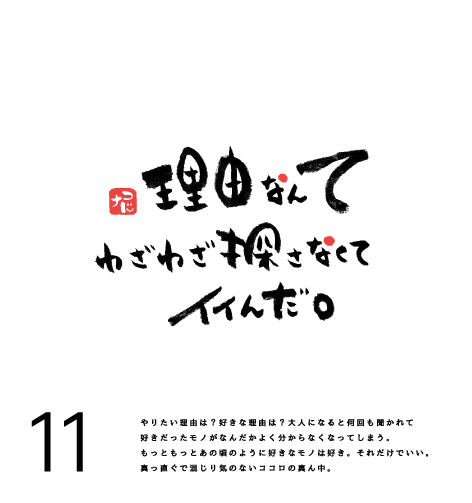 理由なんて
わざわざ探さなくて
イイんだ。
11
やりたい理由は？好きな理由は？大人になると何回も聞かれて
好きだったモノがなんだかよく分からなくなってしまう。
もっともっとあの頃のように好きなモノは好き。それだけでいい。
真っ直ぐで混じり気のないココロの真ん中。